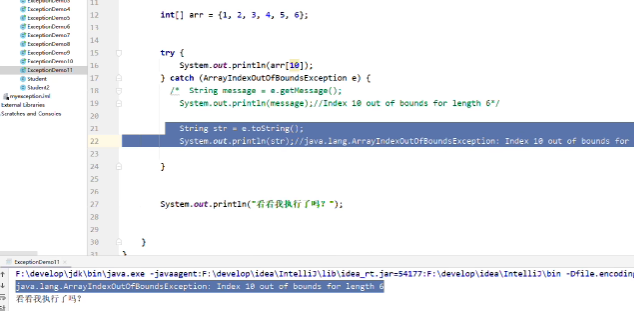 ExceptionDemo3
ExceptionDemo4
ExceptionDemo5
ExceptionDemo6
ExceptionDemo7
ExceptionDemo8
ExceptionDemo9
ExceptionDemo10
ExceptionDemo11
Student
Student2
myexception.iml
External Libraries
Scratches and Consoles
11
12 int[] arr = {1, 2, 3, 4, 5, 6};
13
14
15 try {
16 System.out.println(arr[10]);
17 } catch (ArrayIndexOutOfBoundsException e) {
18 /* String message = e.getMessage();
19 System.out.println(message);//Index 10 out of bounds for length 6*/
20
21 String str = e.toString();
22 System.out.println(str);//java.lang.ArrayIndexOutOfBoundsException: Index 10 out of bounds for
23
24 }
25
26
27 System.out.println("看看我执行了吗？");
28
29
30 }
31 }
ExceptionDemo11
F:\develop\jdk\bin\java.exe -javaagent:F:\develop\idea\IntelliJ\lib\idea_rt.jar=54177:F:\develop\idea\IntelliJ\bin -Dfile.encoding
java.lang.ArrayIndexOutOfBoundsException: Index 10 out of bounds for length 6
看看我执行了吗？